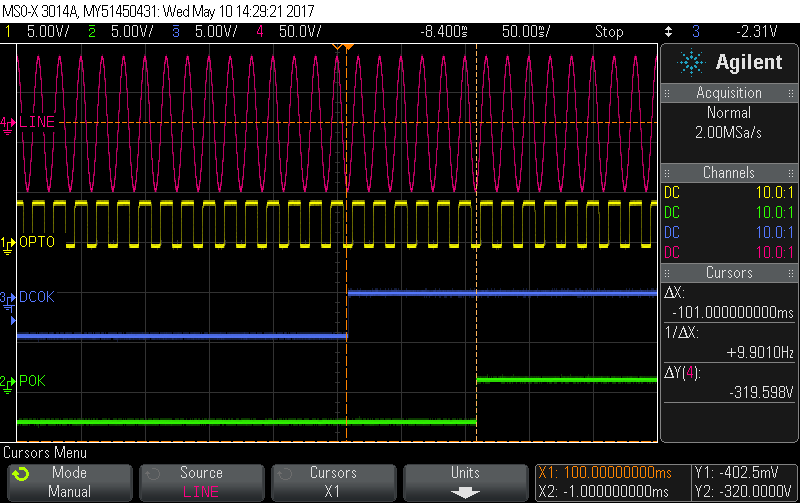 MSO-X 3014A, MY51450431: Wed May 10 14:29:21 2017
1 5.00V/ 2 5.00V/ 3 5.00V/ 4 50.0V/ -8.400s 50.00s/ Stop 3 -2.31V
Agilent
Acquisition
Normal
2.00MSa/s
Channels
DC 10.0:1
DC 10.0:1
DC 10.0:1
DC 10.0:1
Cursors
ΔX:
-101.000000000ms
1/ΔX:
+9.9010Hz
ΔY(4):
-319.598V
4 LINE
1 OPTO
3 DCOK
2 POK
Cursors Menu
Mode
Manual
Source
LINE
Cursors
X1
Units
X1: 100.00000000ms
X2: -1.000000000ms
Y1: -402.5mV
Y2: -320.0000V